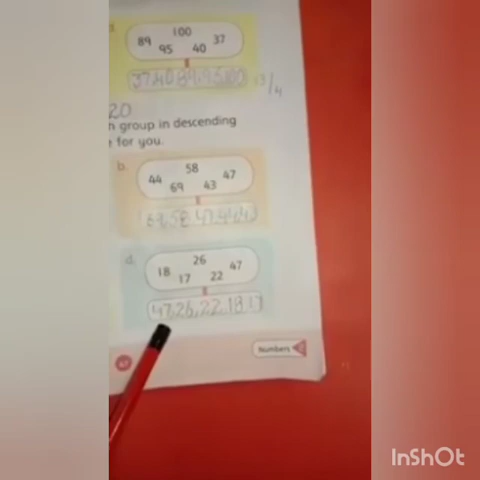 89 100 37
95 40
37,40,89,95,100
20
n group in descending
for you.
b.
44 58 47
69 43
69,58,47,44,43
d.
18 26 47
17 22
47,26,22,18,17
Numbers
InShOt